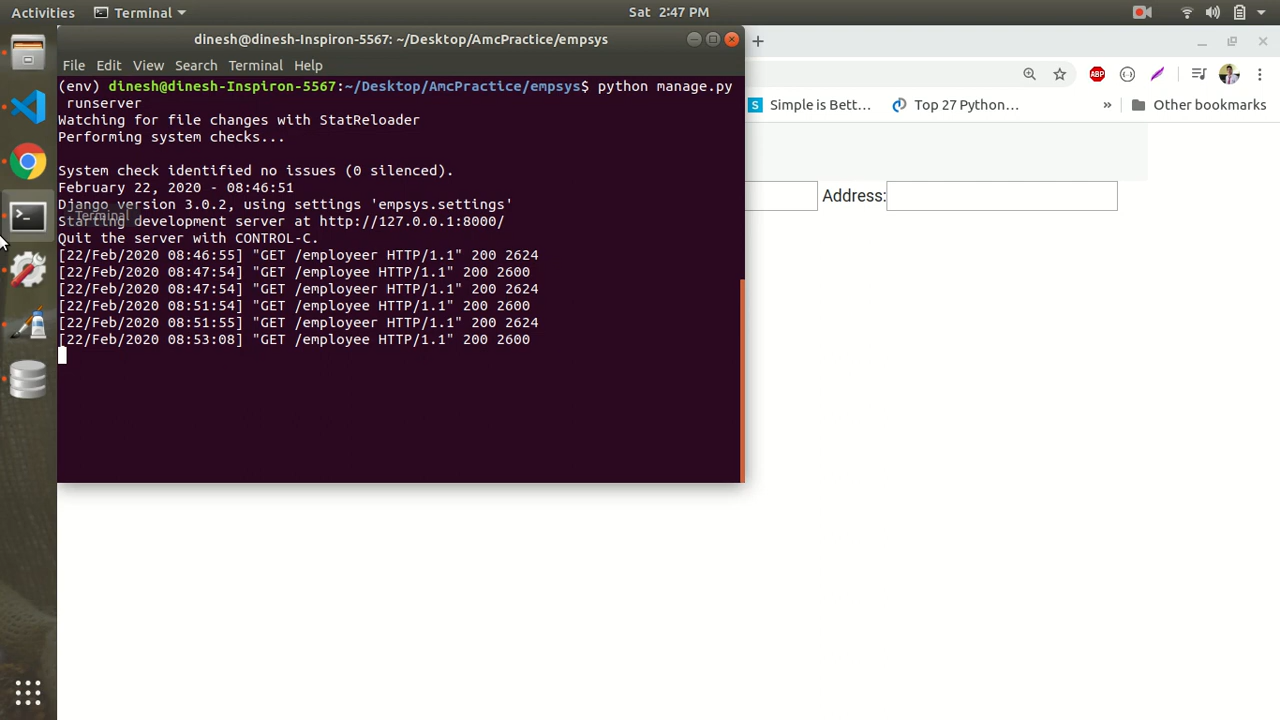 Activities Terminal Sat 2:47 PM
dinesh@dinesh-Inspiron-5567: ~/Desktop/AmcPractice/empsys
File Edit View Search Terminal Help
(env) dinesh@dinesh-Inspiron-5567:~/Desktop/AmcPractice/empsys$ python manage.py
runserver
Watching for file changes with StatReloader
Performing system checks...
System check identified no issues (0 silenced).
February 22, 2020 - 08:46:51
Django version 3.0.2, using settings 'empsys.settings'
Starting development server at http://127.0.0.1:8000/
Quit the server with CONTROL-C.
[22/Feb/2020 08:46:55] "GET /employeer HTTP/1.1" 200 2624
[22/Feb/2020 08:47:54] "GET /employee HTTP/1.1" 200 2600
[22/Feb/2020 08:47:54] "GET /employeer HTTP/1.1" 200 2624
[22/Feb/2020 08:51:54] "GET /employee HTTP/1.1" 200 2600
[22/Feb/2020 08:51:55] "GET /employeer HTTP/1.1" 200 2624
[22/Feb/2020 08:53:08] "GET /employee HTTP/1.1" 200 2600
Terminal
ABP
S Simple is Bett... Top 27 Python... » Other bookmarks
Address: